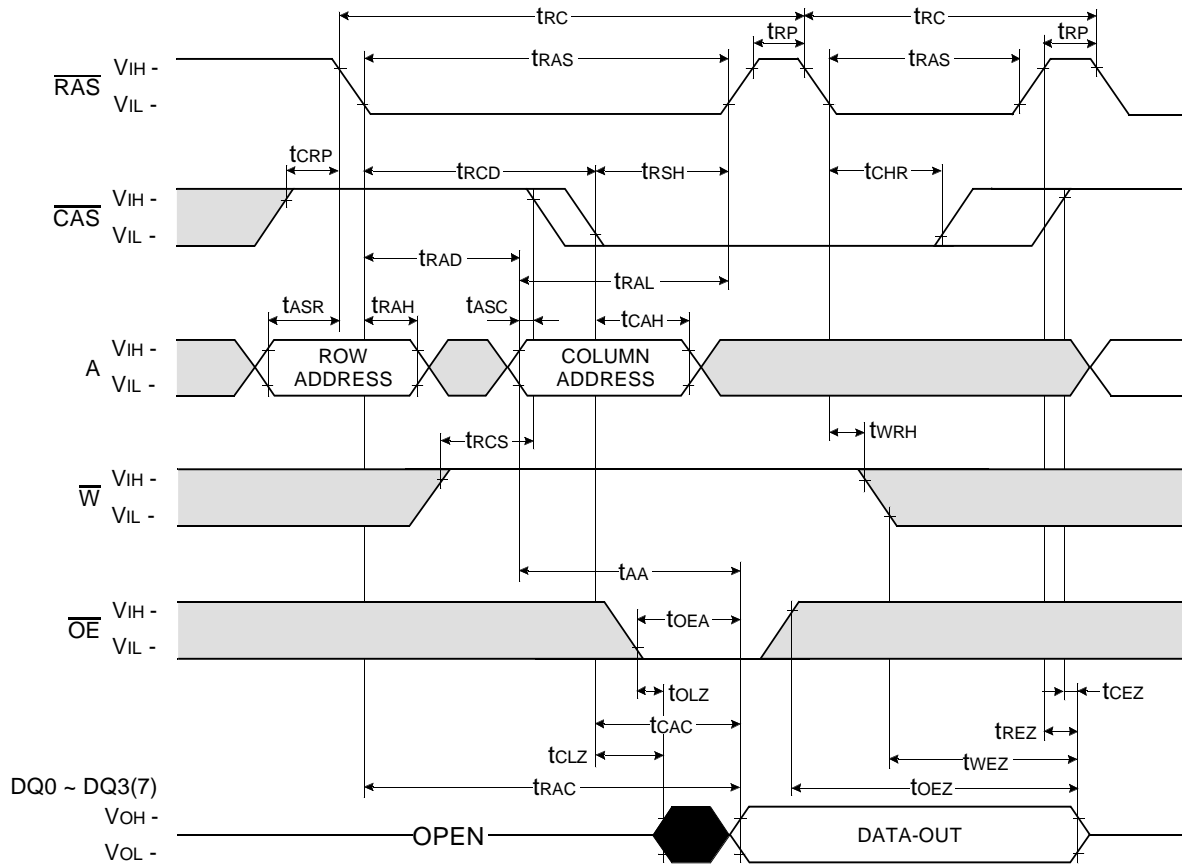 tRC tRC
tRP tRP
tRAS tRAS
RAS VIH -
VIL -
tCRP tRCD tRSH tCHR
CAS VIH -
VIL -
tRAD tRAL
tASR tRAH tASC tCAH
A VIH -
VIL -
ROW
ADDRESS
COLUMN
ADDRESS
tRCS tWRH
W VIH -
VIL -
tAA
OE VIH -
VIL -
tOEA
tOLZ tCEZ
tCAC tREZ
tCLZ tWEZ
tRAC tOEZ
DQ0 ~ DQ3(7)
VOH -
VOL -
OPEN DATA-OUT